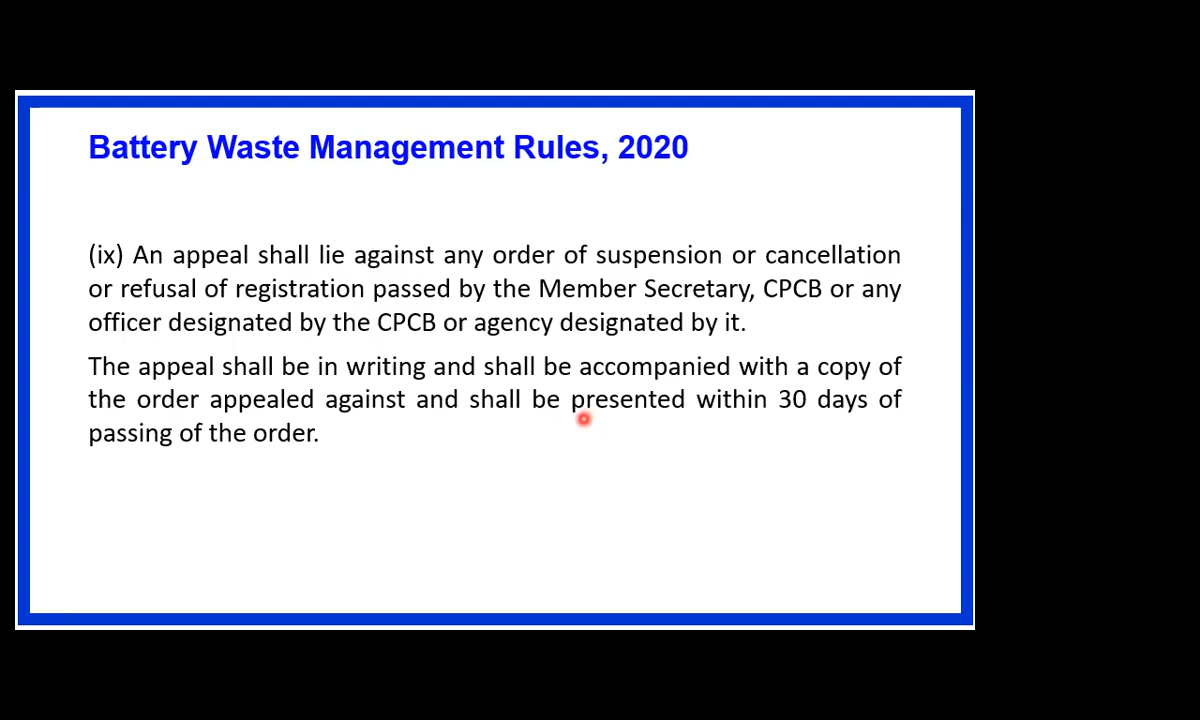 Battery Waste Management Rules, 2020
(ix) An appeal shall lie against any order of suspension or cancellation
or refusal of registration passed by the Member Secretary, CPCB or any
officer designated by the CPCB or agency designated by it.
The appeal shall be in writing and shall be accompanied with a copy of
the order appealed against and shall be presented within 30 days of
passing of the order.